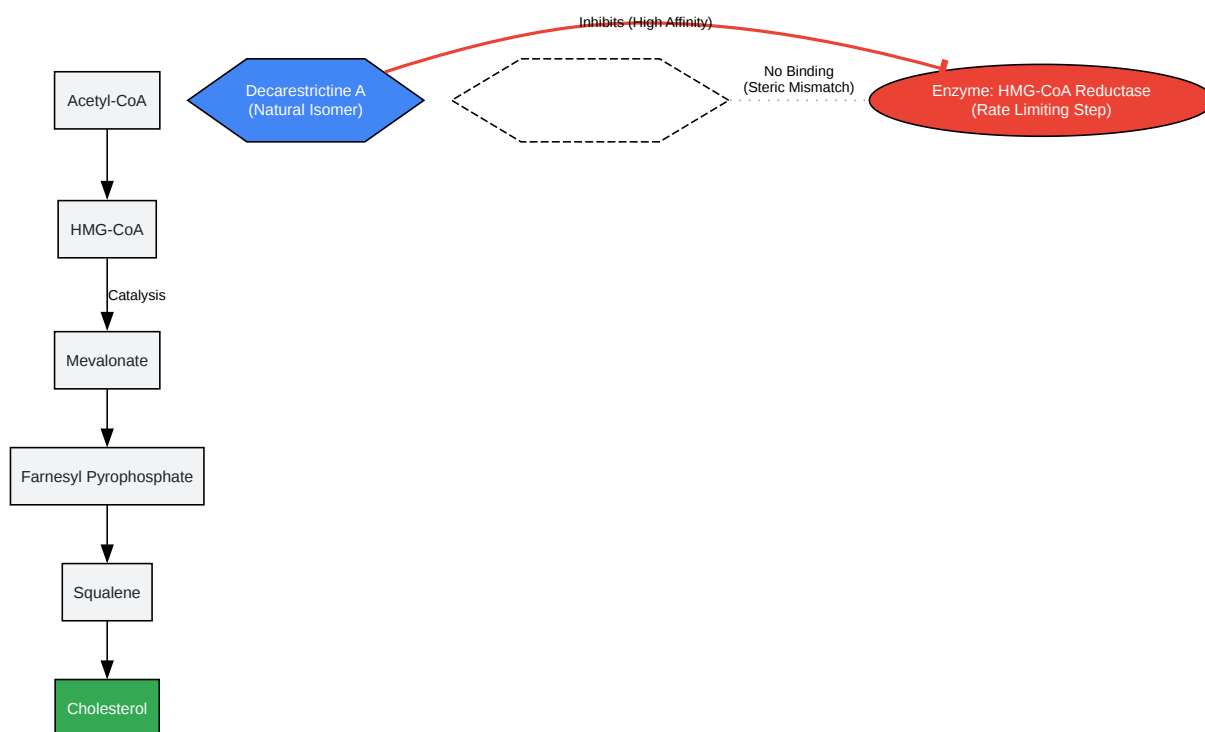 Inhibits (High Affinity)
Acetyl-CoA
Decarestrictine A
(Natural Isomer)
No Binding
(Steric Mismatch)
Enzyme: HMG-CoA Reductase
(Rate Limiting Step)
HMG-CoA
Catalysis
Mevalonate
Farnesyl Pyrophosphate
Squalene
Cholesterol